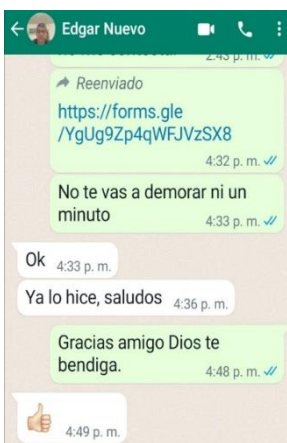 Edgar Nuevo
2:43 p. m.
Reenviado
https://forms.gle
/YgUg9Zp4qWFJVzSX8
4:32 p. m.
No te vas a demorar ni un
minuto
4:33 p. m.
Ok 4:33 p. m.
Ya lo hice, saludos 4:36 p. m.
Gracias amigo Dios te
bendiga.
4:48 p. m.
4:49 p. m.